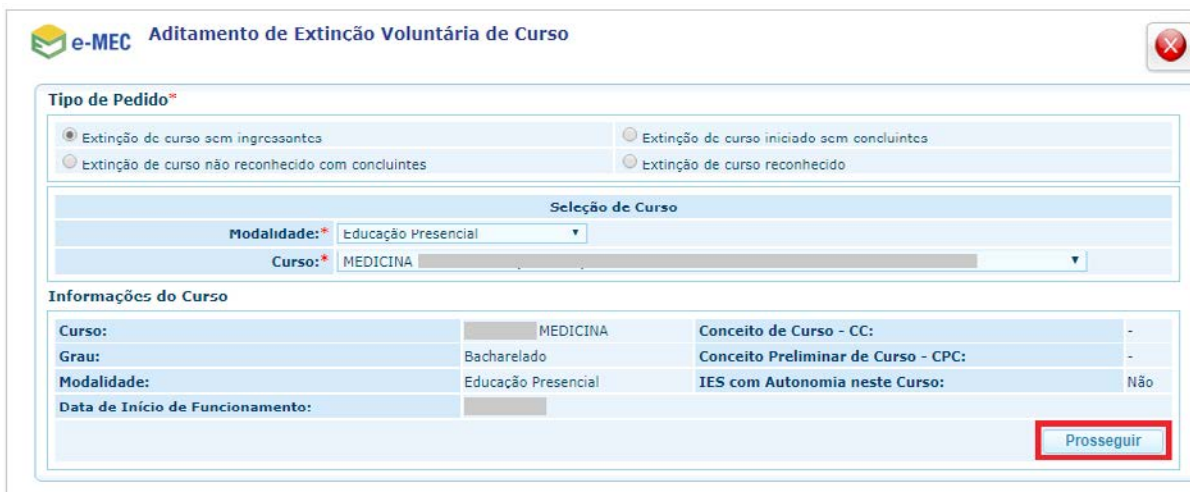 e-MEC Aditamento de Extinção Voluntária de Curso
Tipo de Pedido*
Extinção de curso sem ingressantes Extinção de curso iniciado sem concluintes
Extinção de curso não reconhecido com concluintes Extinção de curso reconhecido
Seleção de Curso
Modalidade:* Educação Presencial
Curso:* MEDICINA
Informações do Curso
Curso: MEDICINA Conceito de Curso - CC: -
Grau: Bacharelado Conceito Preliminar de Curso - CPC: -
Modalidade: Educação Presencial IES com Autonomia neste Curso: Não
Data de Início de Funcionamento:
Prosseguir